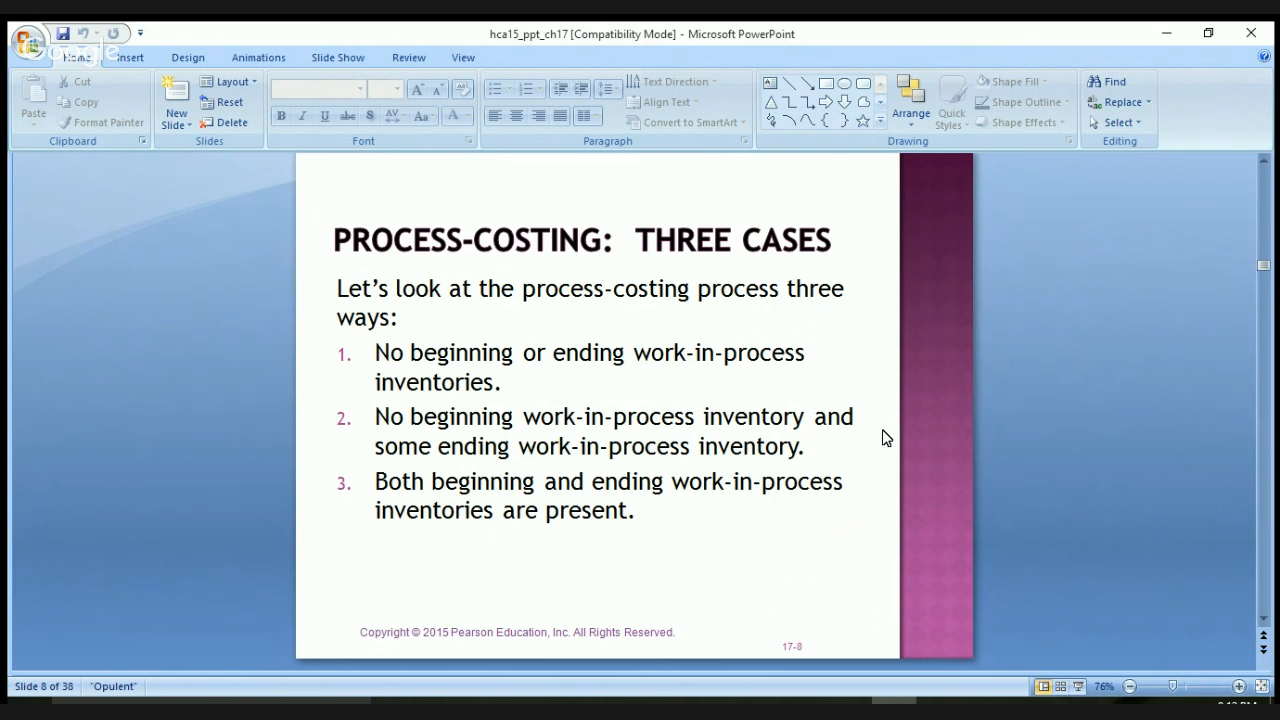 hca15_ppt_ch17 [Compatibility Mode] - Microsoft PowerPoint
Google
Home Insert Design Animations Slide Show Review View
Cut
Copy
Format Painter
Paste
Clipboard
New
Slide
Layout
Reset
Delete
Slides
B I U abc S AV Aa A
Font
Text Direction
Align Text
Convert to SmartArt
Paragraph
Arrange
Quick
Styles
Shape Fill
Shape Outline
Shape Effects
Drawing
Find
Replace
Select
Editing
PROCESS-COSTING: THREE CASES
Let's look at the process-costing process three
ways:
1. No beginning or ending work-in-process
inventories.
2. No beginning work-in-process inventory and
some ending work-in-process inventory.
3. Both beginning and ending work-in-process
inventories are present.
Copyright © 2015 Pearson Education, Inc. All Rights Reserved.
17-8
Slide 8 of 38 "Opulent" 76%